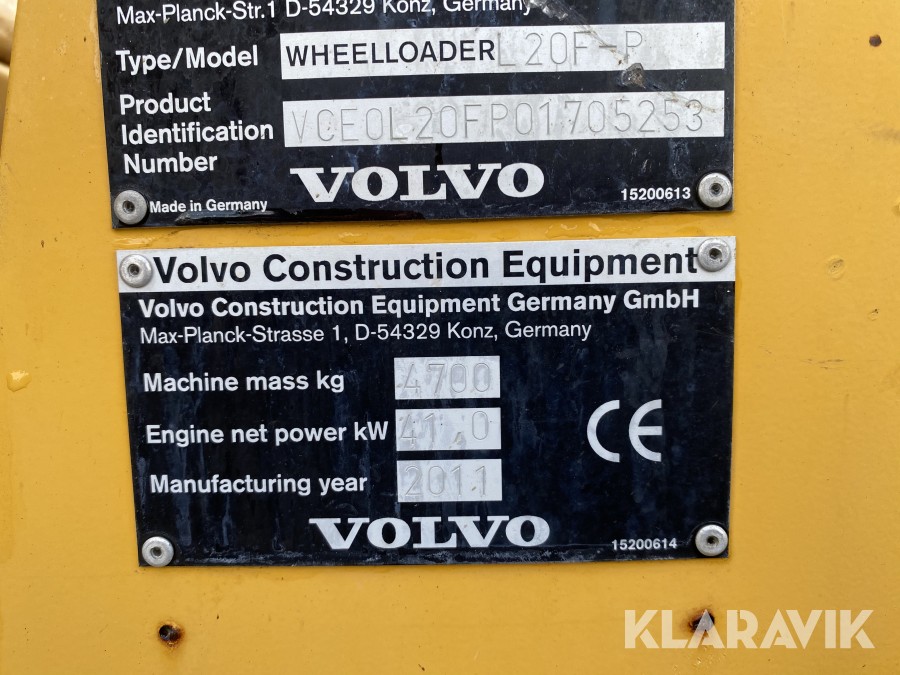 Max-Planck-Str.1 D-54329 Konz, Germany
Type/Model WHEELLOADER L20F-P
Product Identification Number VCE0L20FP01705253
VOLVO
Made in Germany
15200613
Volvo Construction Equipment
Volvo Construction Equipment Germany GmbH
Max-Planck-Strasse 1, D-54329 Konz, Germany
Machine mass kg 4700
Engine net power kW 41,0
Manufacturing year 2011
CE
VOLVO
15200614
KLARAVIK